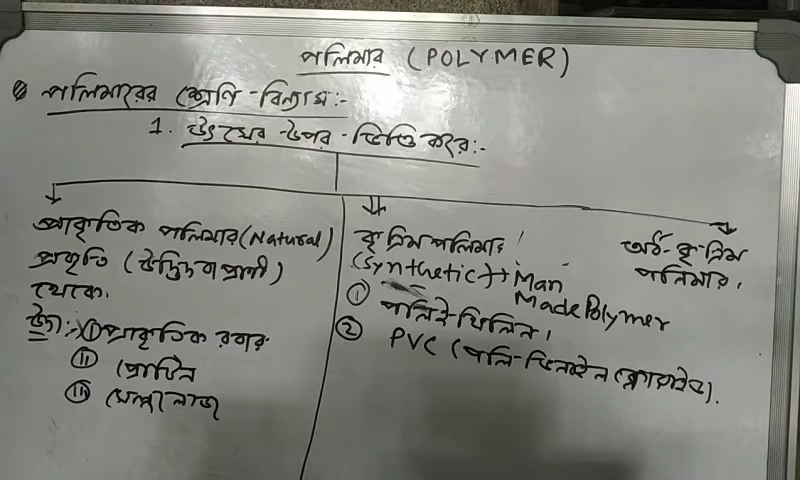 পলিমার (POLYMER)
পলিমারের শ্রেণি-বিন্যাস:-
1. উৎসের উপর ভিত্তি করে:-
প্রাকৃতিক পলিমার (Natural)
প্রকৃতি (উদ্ভিদ বা প্রাণী)
থেকে।
উদা: ① প্রাকৃতিক রবার
ⓘⓘ প্রোটিন
ⓘⓘⓘ সেলুলোজ
কৃত্রিম পলিমার।
(Synthetic) → Man
Made Polymer
① পলিইথিলিন।
② PVC (পলি-ভিনাইল ক্লোরাইড).
অর্ধ-কৃত্রিম
পলিমার।